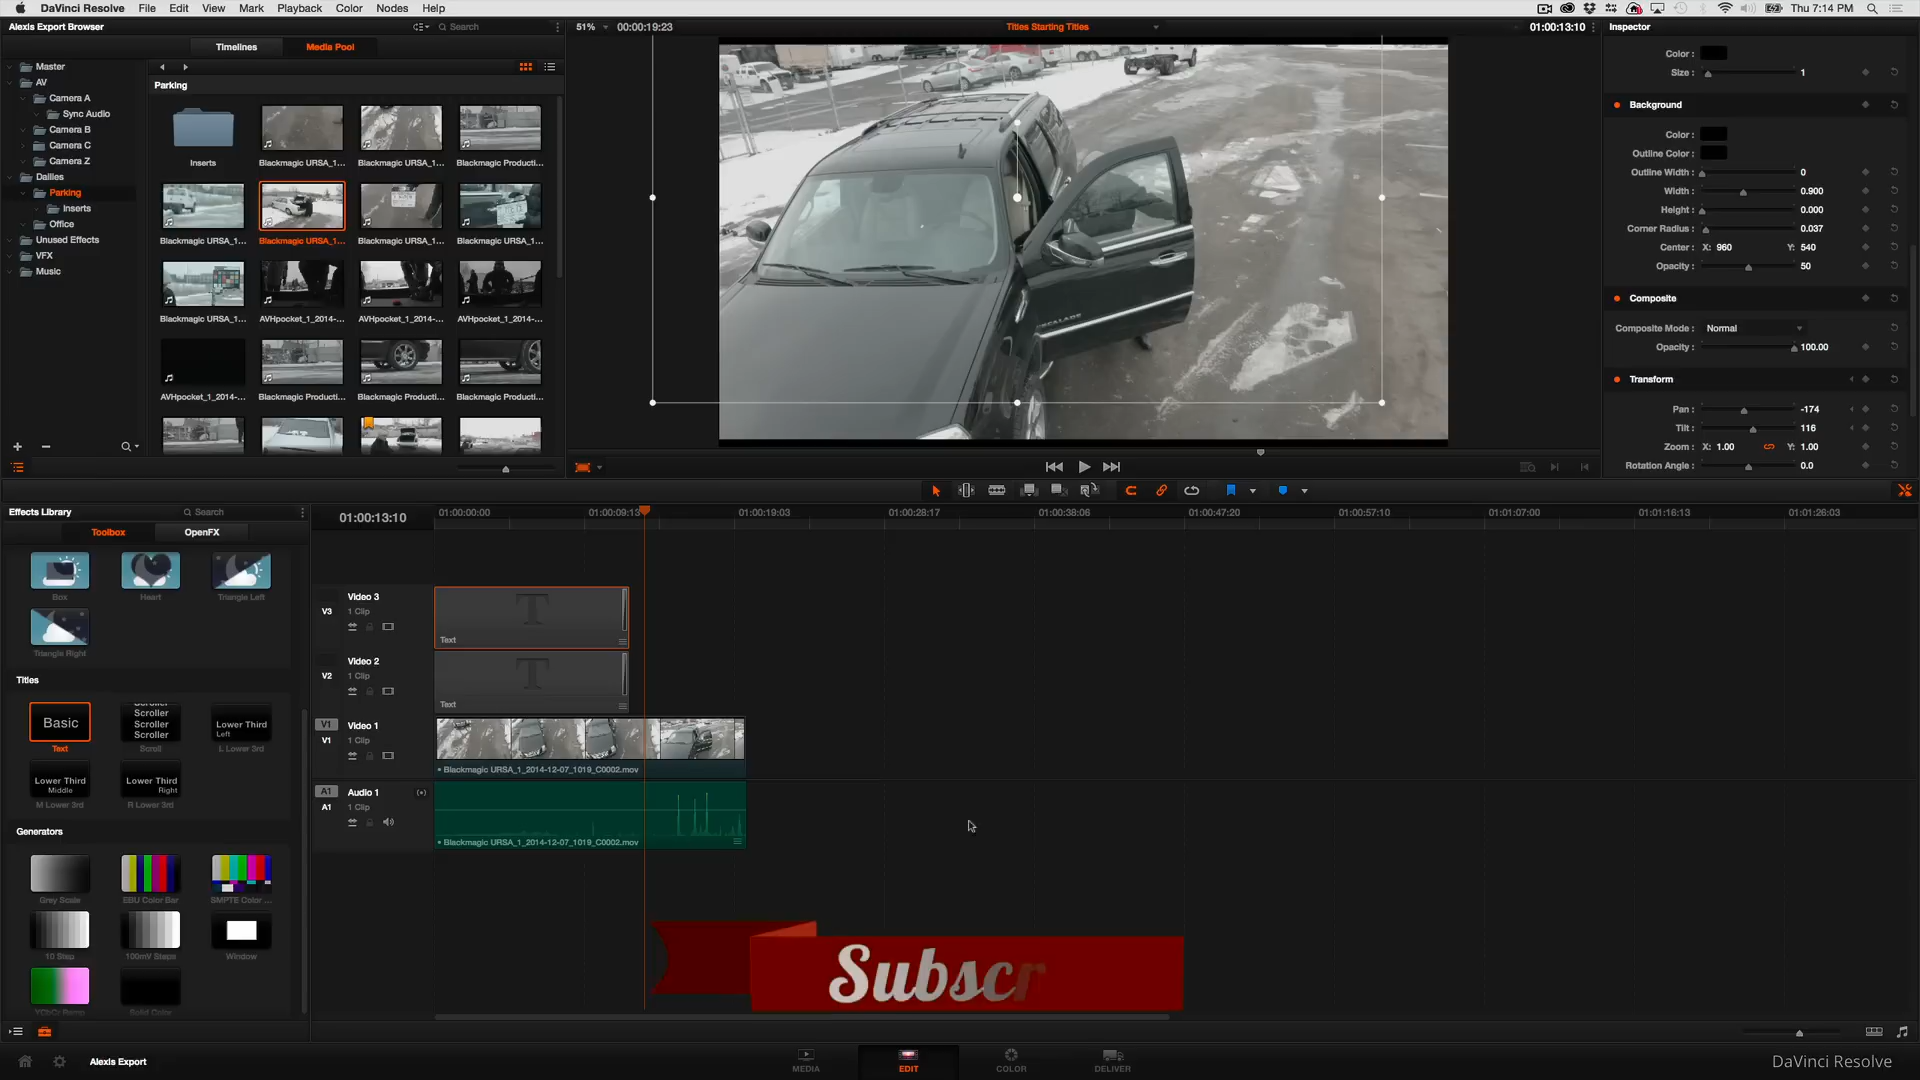 DaVinci Resolve File Edit View Mark Playback Color Nodes Help Thu 7:14 PM
Alexis Export Browser Search 51% 00:00:19:23 Titles Starting Titles 01:00:13:10 Inspector
Timelines Media Pool
Master
AV
Camera A
Sync Audio
Camera B
Camera C
Camera Z
Dailies
Parking
Inserts
Office
Unused Effects
VFX
Music
Parking
Inserts Blackmagic URSA_1... Blackmagic URSA_1... Blackmagic Producti...
Blackmagic URSA_1... Blackmagic URSA_1... Blackmagic URSA_1... Blackmagic URSA_1...
Blackmagic URSA_1... AVHpocket_1_2014-... AVHpocket_1_2014-... AVHpocket_1_2014-...
AVHpocket_1_2014-... Blackmagic Producti... Blackmagic Producti... Blackmagic Producti...
ESCALADE
Color :
Size : 1
Background
Color :
Outline Color :
Outline Width : 0
Width : 0.900
Height : 0.000
Corner Radius : 0.037
Center : X: 960 Y: 540
Opacity : 50
Composite
Composite Mode : Normal
Opacity : 100.00
Transform
Pan : -174
Tilt : 116
Zoom : X: 1.00 Y: 1.00
Rotation Angle : 0.0
Effects Library Search
Toolbox OpenFX
Box Heart Triangle Left
Triangle Right
Titles
Basic
Text
Scroller
Scroller
Scroller
Scroll
Lower Third
Left
L Lower 3rd
Lower Third
Middle
M Lower 3rd
Lower Third
Right
R Lower 3rd
Generators
Grey Scale EBU Color Bar SMPTE Color ...
10 Step 100mV Steps Window
YCbCr Ramp Solid Color
01:00:13:10 01:00:00:00 01:00:09:13 01:00:19:03 01:00:28:17 01:00:38:06 01:00:47:20 01:00:57:10 01:01:07:00 01:01:16:13 01:01:26:03
Video 3
V3 1 Clip
T
Text
Video 2
V2 1 Clip
T
Text
V1 Video 1
V1 1 Clip
• Blackmagic URSA_1_2014-12-07_1019_C0002.mov
A1 Audio 1
A1 1 Clip
• Blackmagic URSA_1_2014-12-07_1019_C0002.mov
Subscr
Alexis Export MEDIA EDIT COLOR DELIVER DaVinci Resolve